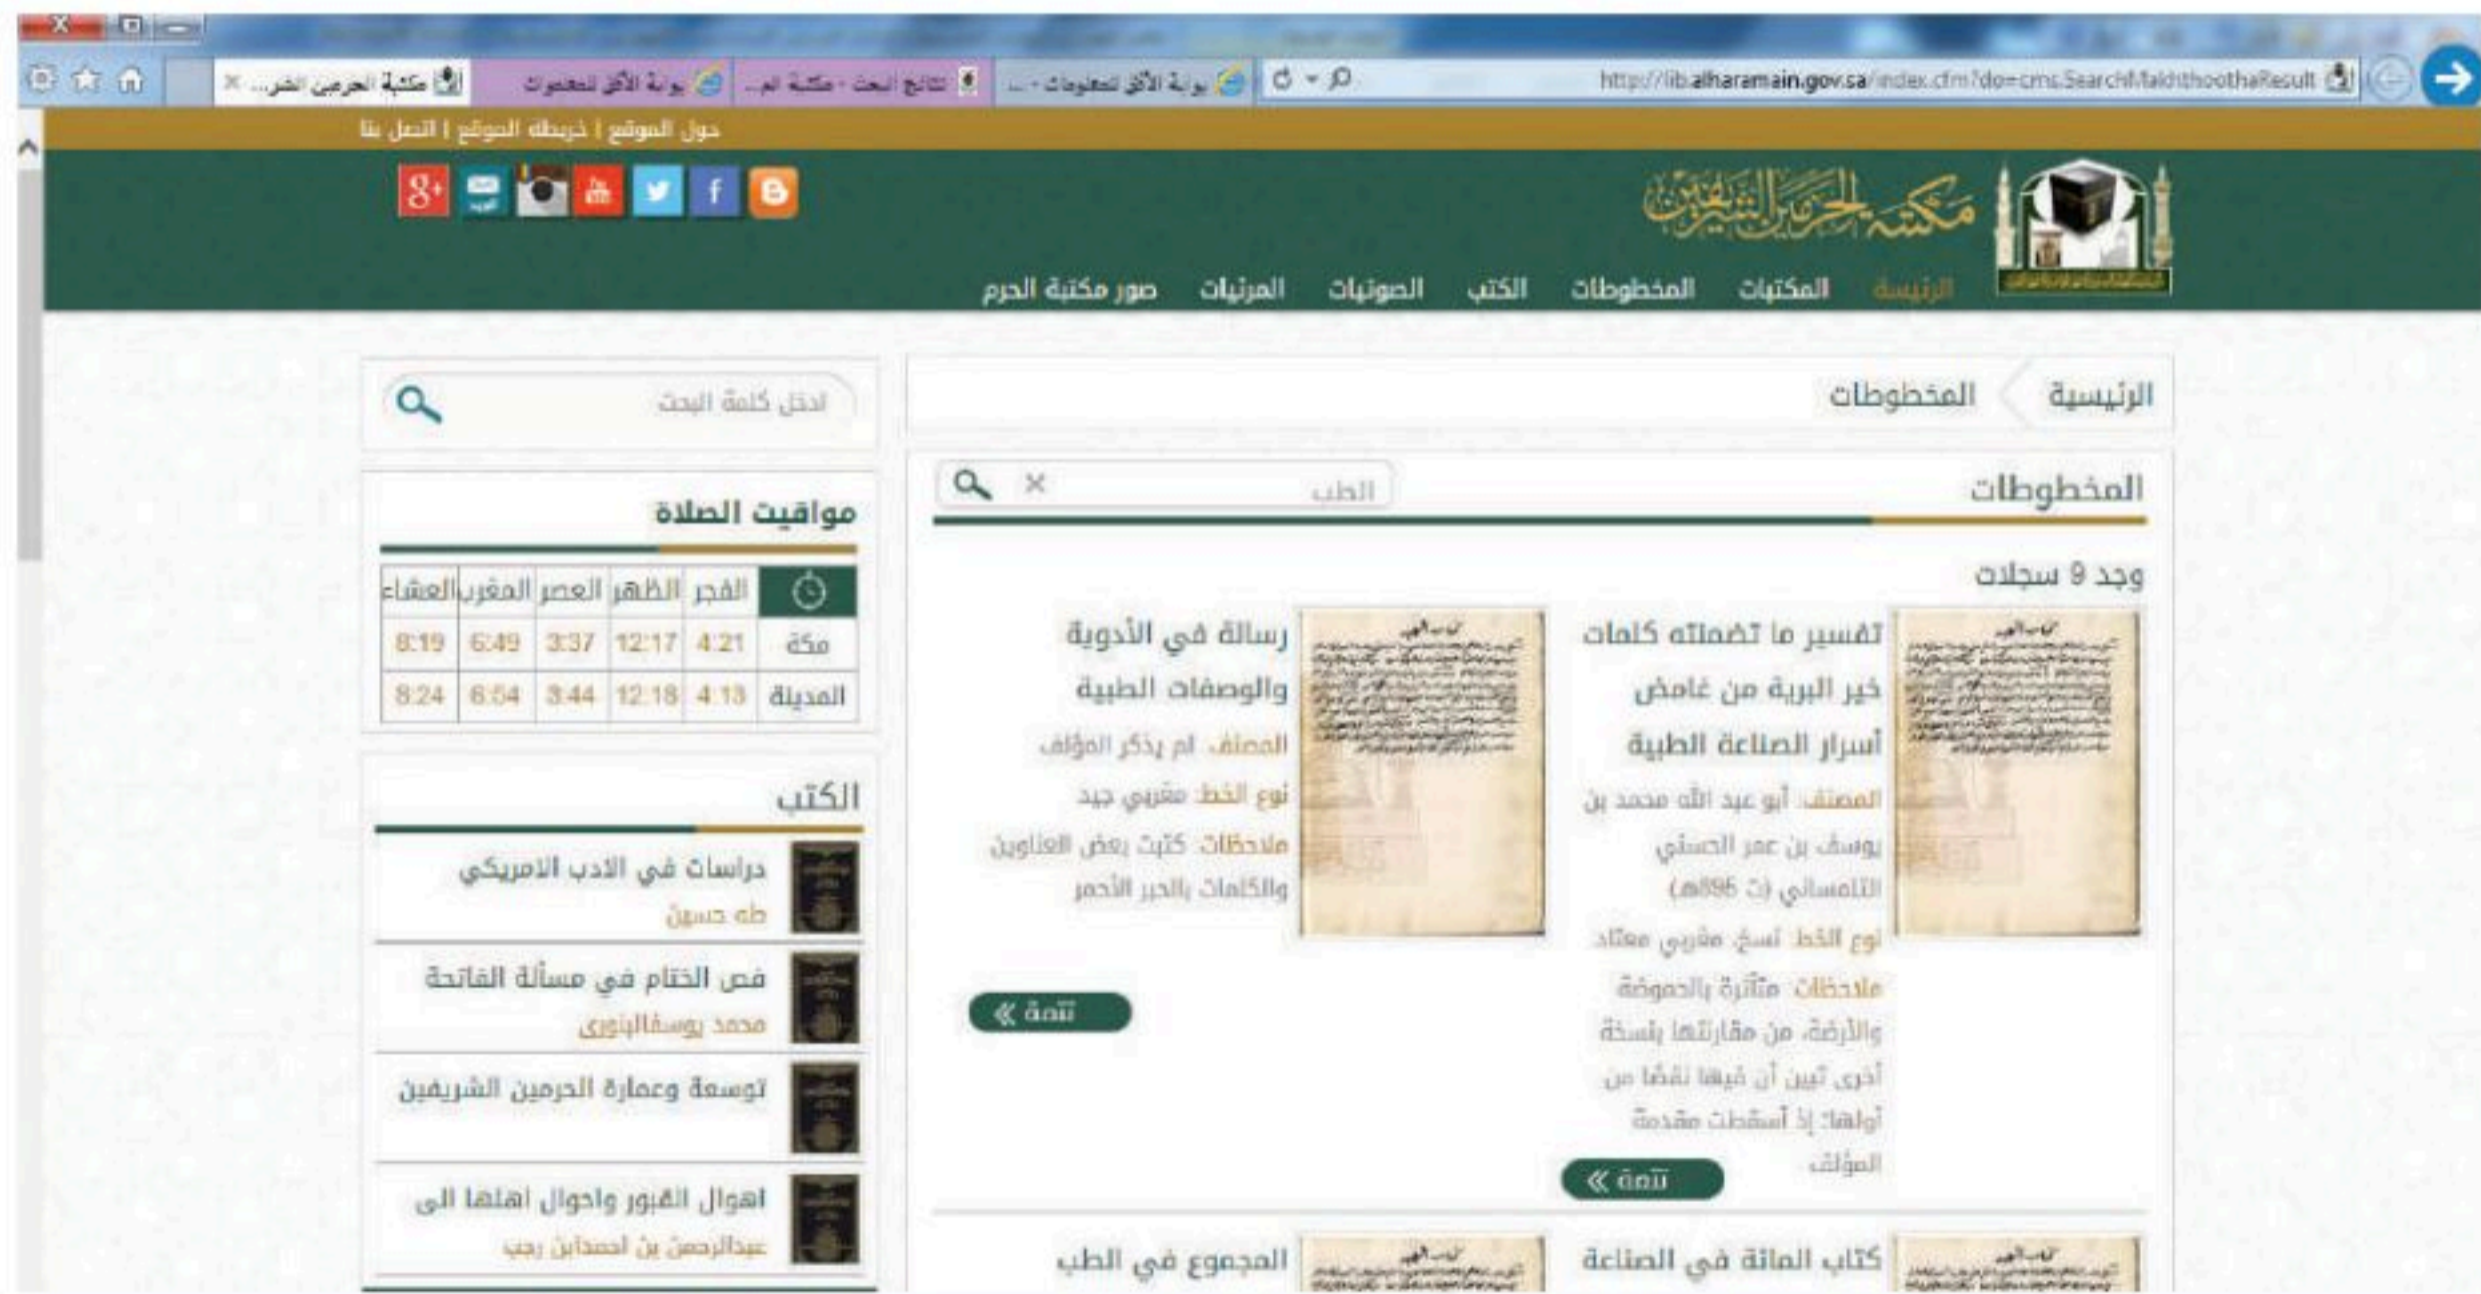 http://lib.alharamain.gov.sa/index.cfm?do=cms.SearchMakhthoothaResult
بوابة الأفق للمعلومات - ...
نتائج البحث - مكتبة الم...
بوابة الأفق للمعلومات
مكتبة الحرمين الشر...
حول الموقع | خريطة الموقع | اتصل بنا
مكتبة الحرمين الشريفين
الرئيسة المكتبات المخطوطات الكتب الصوتيات المرئيات صور مكتبة الحرم
الرئيسية المخطوطات
المخطوطات
الطب
وجد 9 سجلات
تفسير ما تضمنته كلمات
خير البرية من غامض
أسرار الصناعة الطبية
المصنف: أبو عبد الله محمد بن
يوسف بن عمر الحسني
التلمساني (ت 895هـ)
نوع الخط: نسخ، مغربي معتاد
ملاحظات: متأثرة بالحموضة
والأرضة، من مقارنتها بنسخة
أخرى تبين أن فيها نقصًا من
أولها؛ إذ أسقطت مقدمة
المؤلف
تتمة »
رسالة في الأدوية
والوصفات الطبية
المصنف: لم يذكر المؤلف
نوع الخط: مغربي جيد
ملاحظات: كتبت بعض العناوين
والكلمات بالحبر الأحمر
تتمة »
كتاب المائة في الصناعة
المجموع في الطب
ادخل كلمة البحث
مواقيت الصلاة
الفجر الظهر العصر المغرب العشاء
مكة 4:21 12:17 3:37 6:49 8:19
المدينة 4:13 12:18 3:44 6:54 8:24
الكتب
دراسات في الادب الامريكي
طه حسين
فص الختام في مسألة الفاتحة
محمد يوسفالبنورى
توسعة وعمارة الحرمين الشريفين
اهوال القبور واحوال اهلها الى
عبدالرحمن بن احمدابن رجب